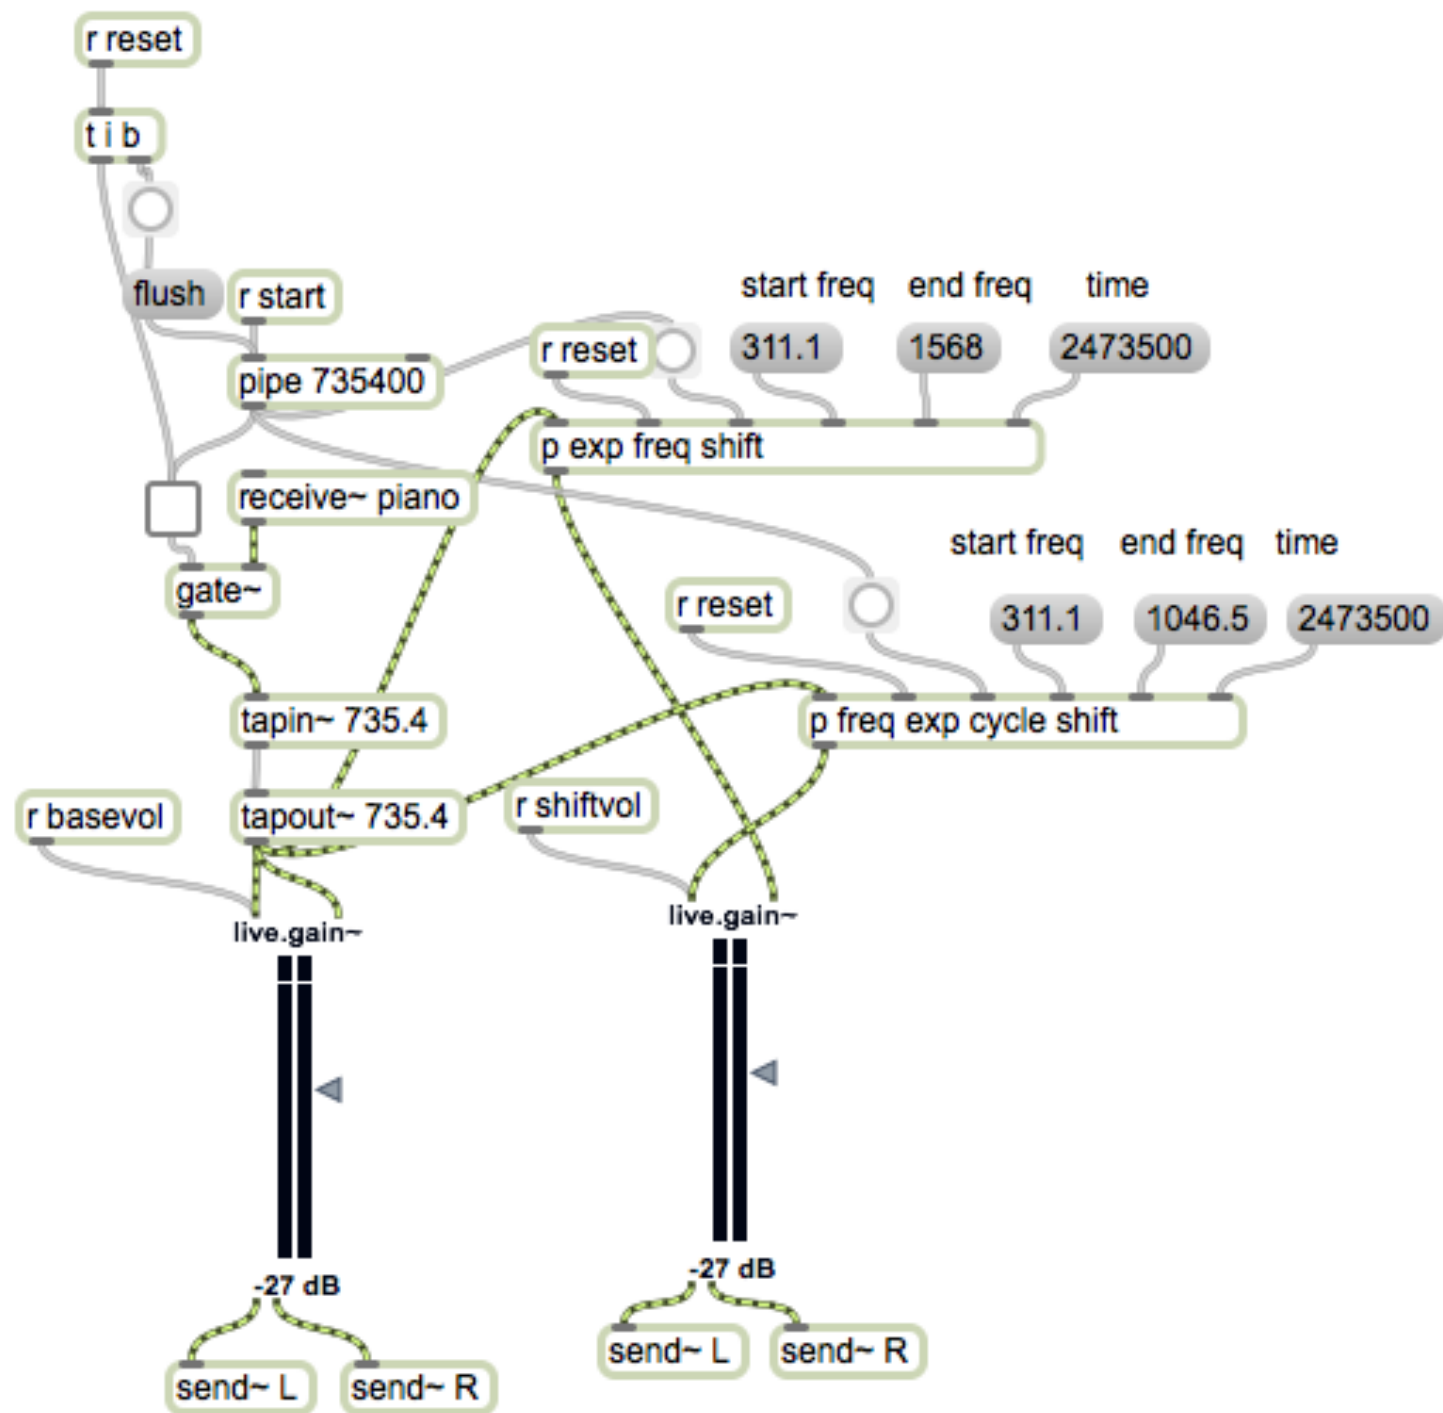 r reset
t i b
flush
r start
start freq
end freq
time
r reset
311.1
1568
2473500
pipe 735400
p exp freq shift
receive~ piano
start freq
end freq
time
gate~
r reset
311.1
1046.5
2473500
tapin~ 735.4
p freq exp cycle shift
r basevol
tapout~ 735.4
r shiftvol
live.gain~
live.gain~
-27 dB
-27 dB
send~ L
send~ R
send~ L
send~ R